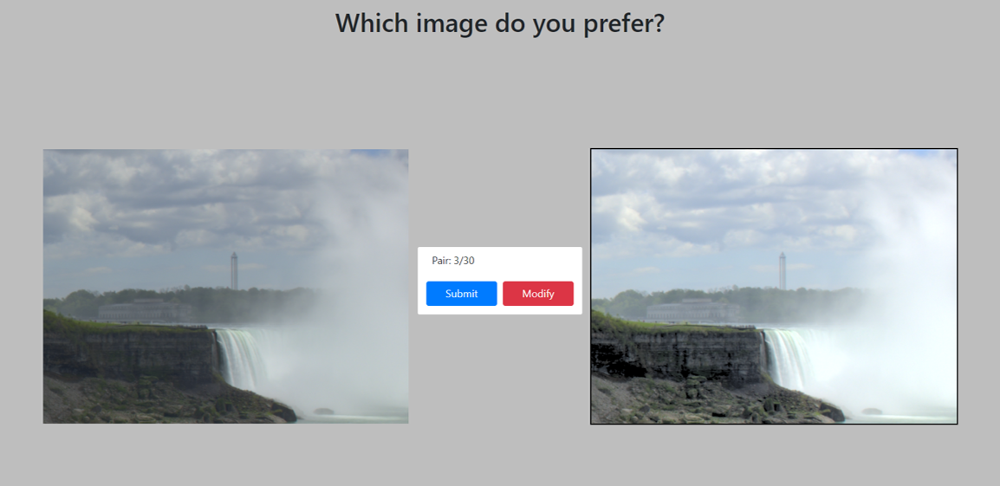 Which image do you prefer?
Pair: 3/30
Submit
Modify